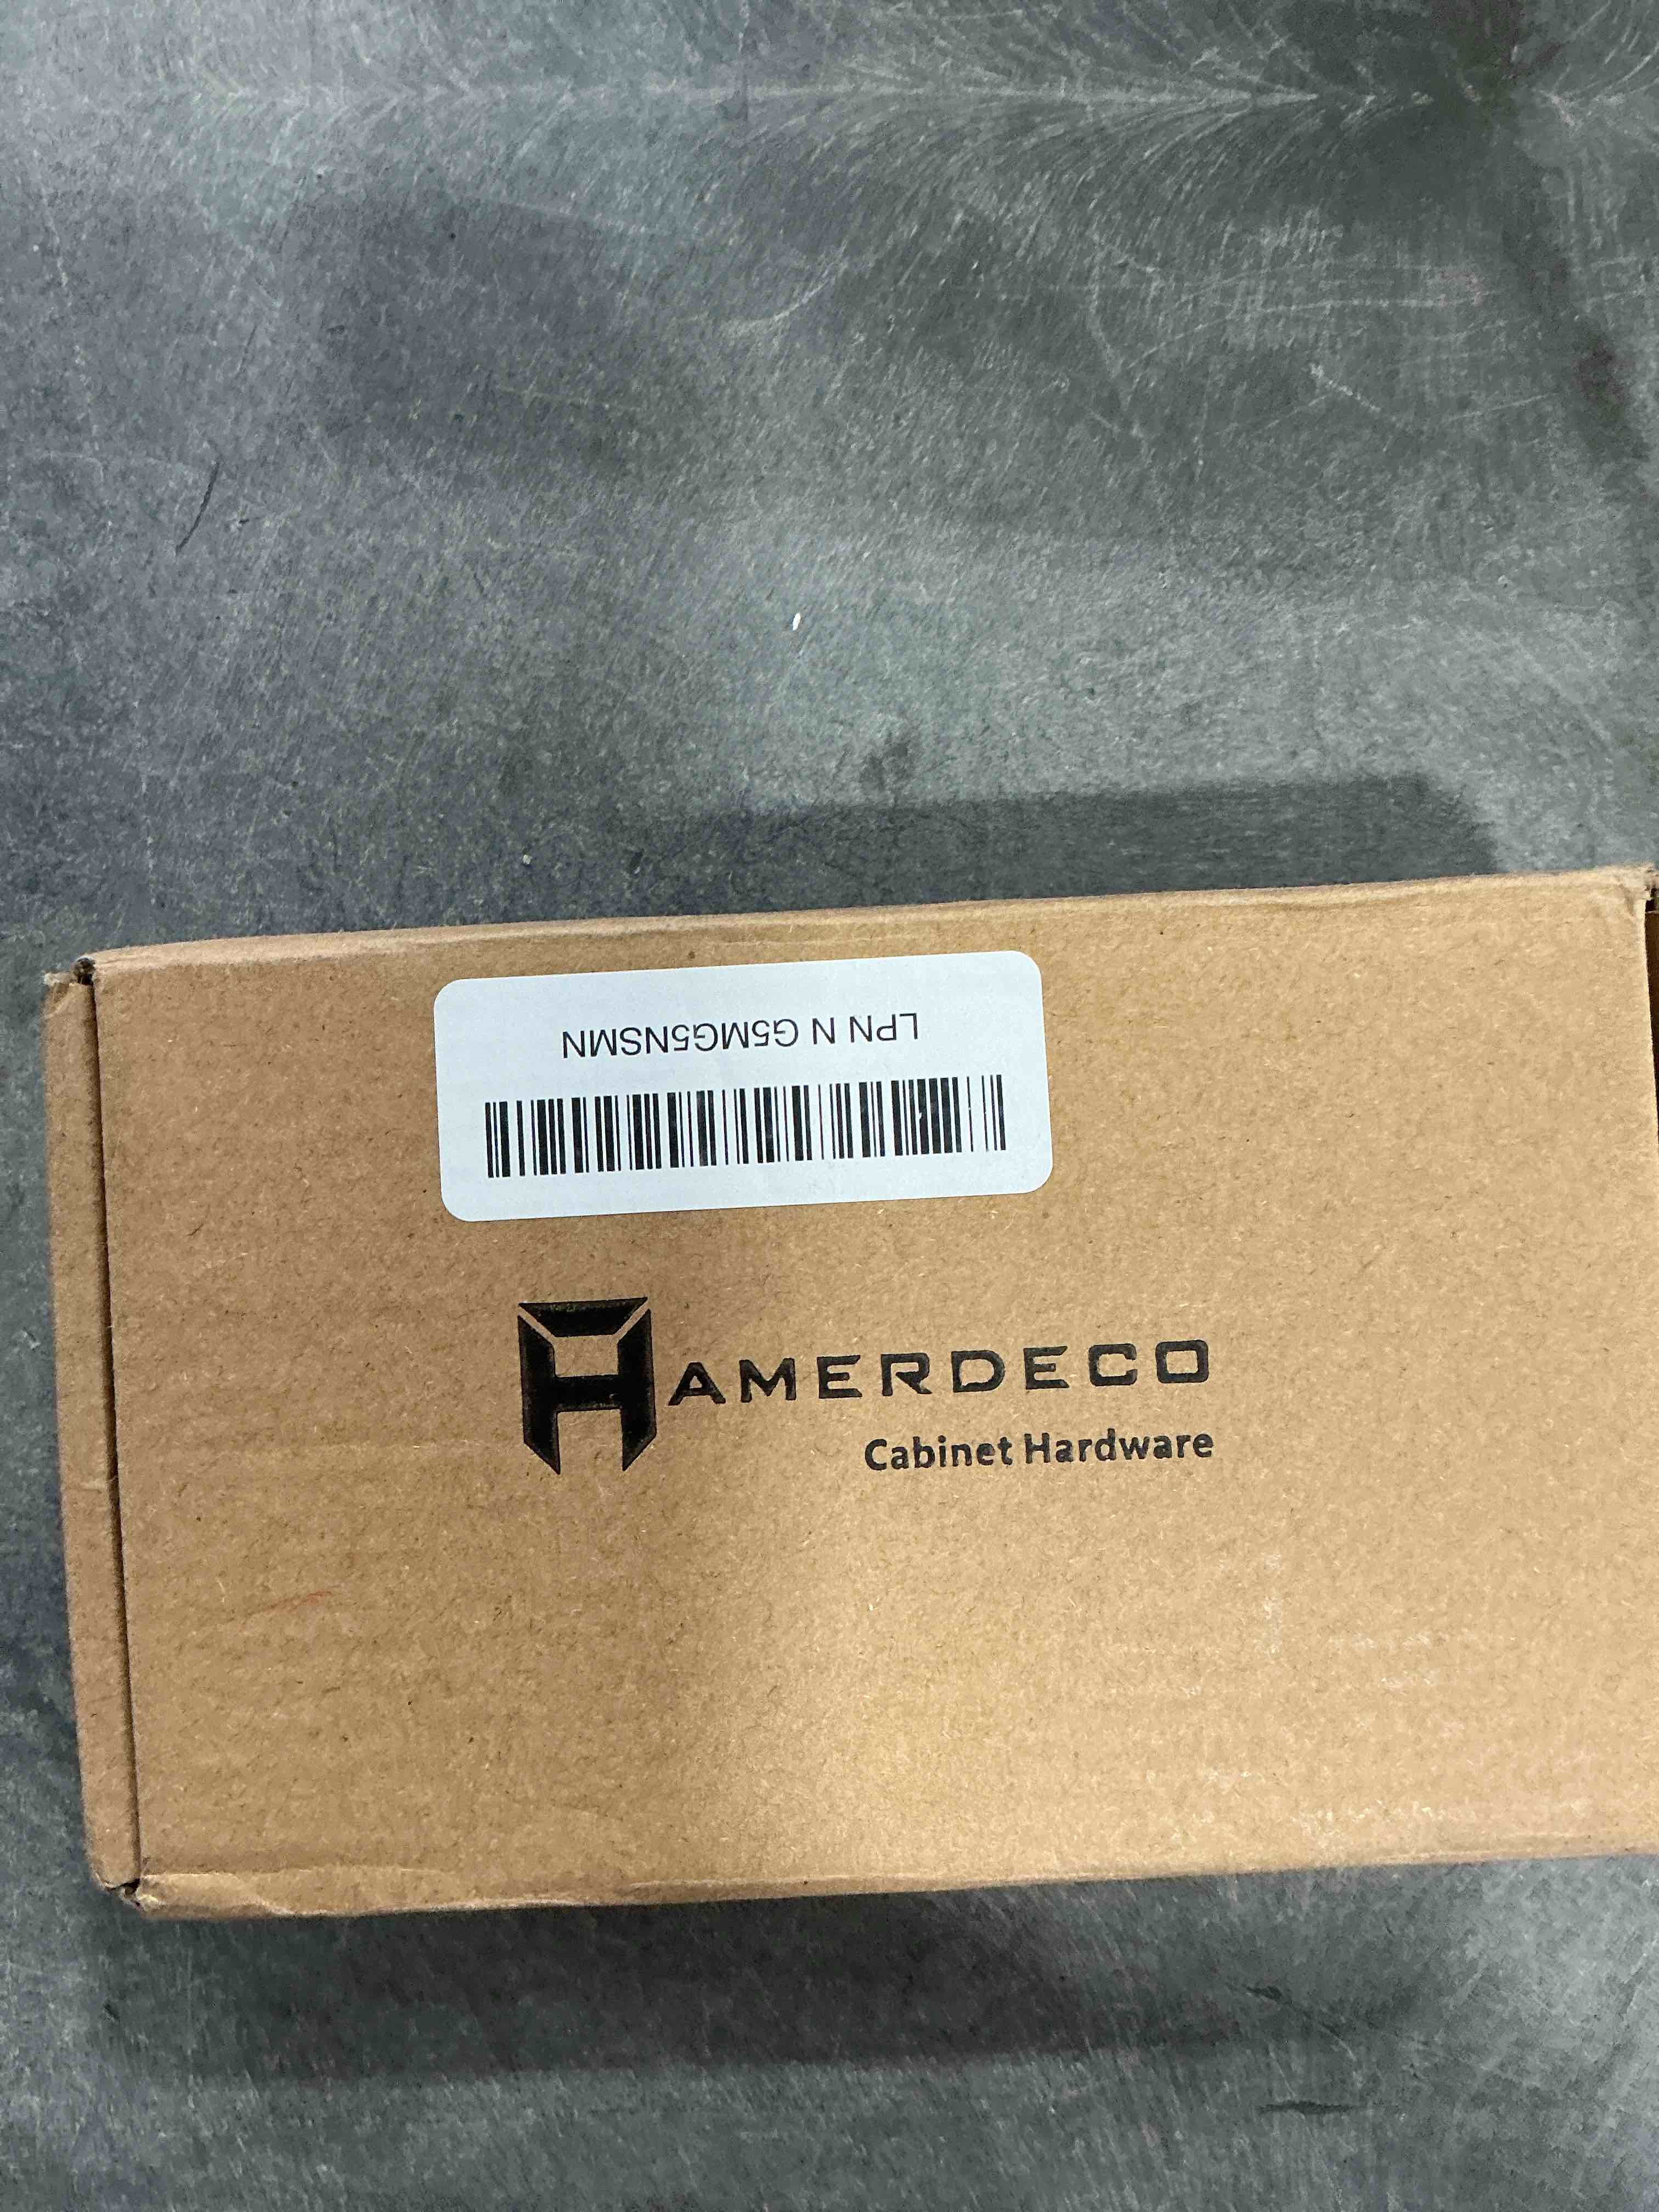 LPN N G5MG5NSMN
HAMERDECO
Cabinet Hardware